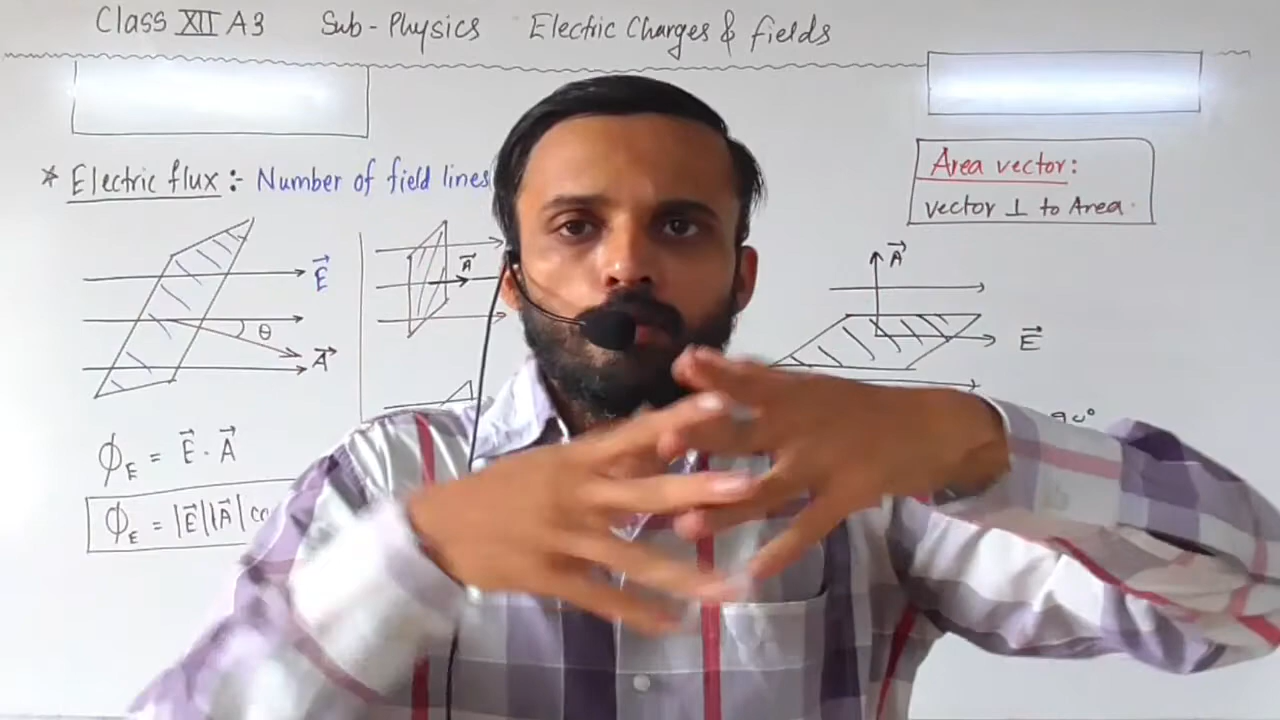 Class XII A3 Sub-Physics Electric Charges & fields
* Electric flux :- Number of field lines
Area vector:
vector ⊥ to Area.
E⃗
θ
A⃗
A⃗
A⃗
E⃗
90°
ϕE = E⃗ · A⃗
ϕE = |E⃗||A⃗|